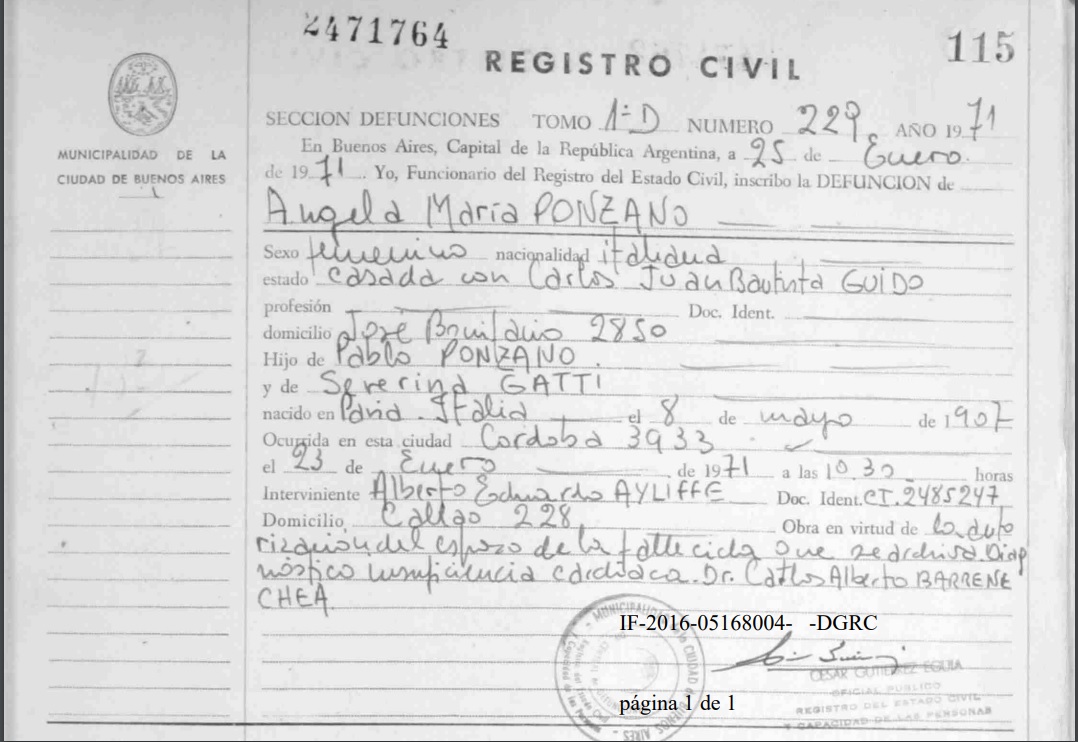 2471764
115
REGISTRO CIVIL
MUNICIPALIDAD DE LA
CIUDAD DE BUENOS AIRES
SECCION DEFUNCIONES TOMO 1-D NUMERO 229 AÑO 1971
En Buenos Aires, Capital de la República Argentina, a 25 de Enero
de 1971 Yo, Funcionario del Registro del Estado Civil, inscribo la DEFUNCION de
Angela María PONZANO
Sexo femenino nacionalidad italiana
estado casada con Carlos Juan Bautista GUIDO
profesión Doc. Ident.
domicilio José Bonifacio 2850
Hijo de Pablo PONZANO
y de Severina GATTI
nacido en Pavia - Italia el 8 de mayo de 1907
Ocurrida en esta ciudad Cordoba 3933
el 23 de Enero de 1971 a las 10.30 horas
Interviniente Alberto Eduardo AYLIFFE Doc. Ident. CI.2485247
Domicilio Callao 228 Obra en virtud de la auto
rización del esposo de la fallecida que se archiva. Diag
nóstico insuficiencia cardíaca. Dr. Carlos Alberto BARRENE
CHEA
IF-2016-05168004- -DGRC
CESAR GUTIERREZ EGUIA
OFICIAL PUBLICO
REGISTRO DEL ESTADO CIVIL
Y CAPACIDAD DE LAS PERSONAS
página 1 de 1